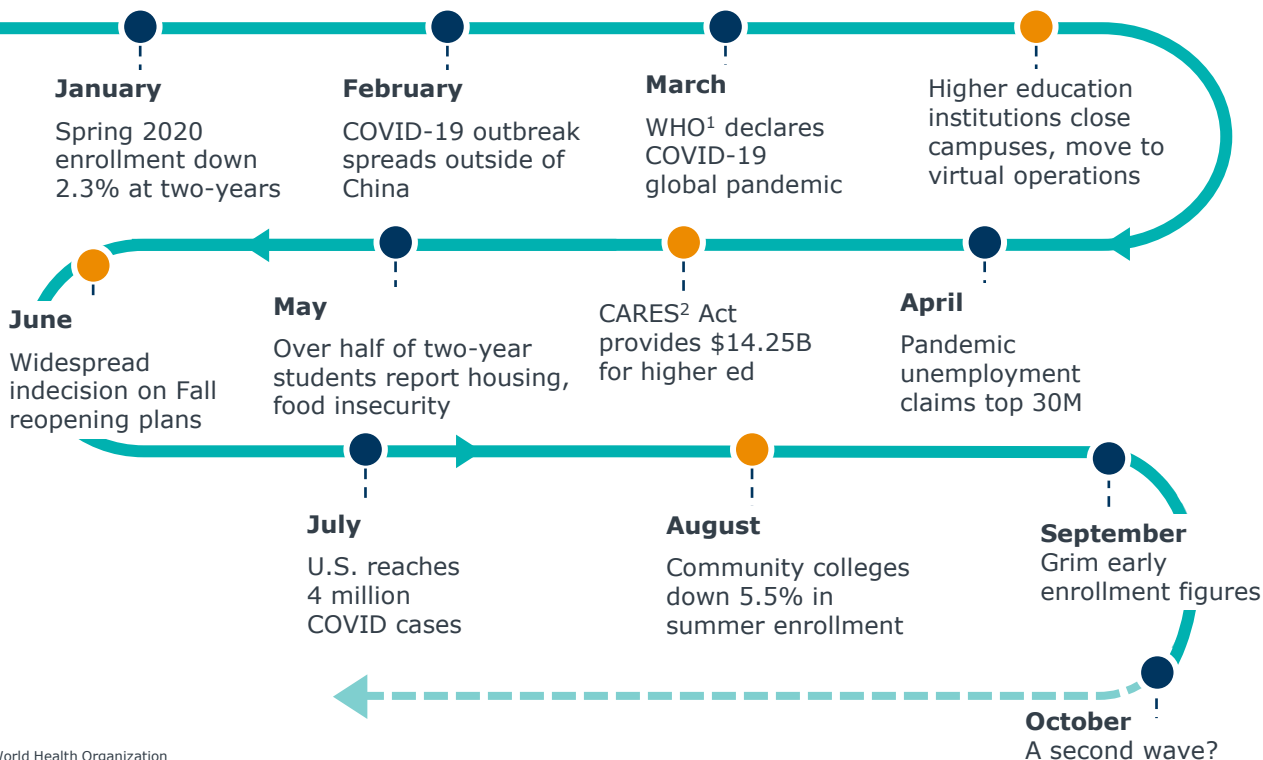 January
Spring 2020
enrollment down
2.3% at two-years
February
COVID-19 outbreak
spreads outside of
China
March
WHO¹ declares
COVID-19
global pandemic
Higher education
institutions close
campuses, move to
virtual operations
April
Pandemic
unemployment
claims top 30M
CARES² Act
provides $14.25B
for higher ed
May
Over half of two-year
students report housing,
food insecurity
June
Widespread
indecision on Fall
reopening plans
July
U.S. reaches
4 million
COVID cases
August
Community colleges
down 5.5% in
summer enrollment
September
Grim early
enrollment figures
October
A second wave?
World Health Organization